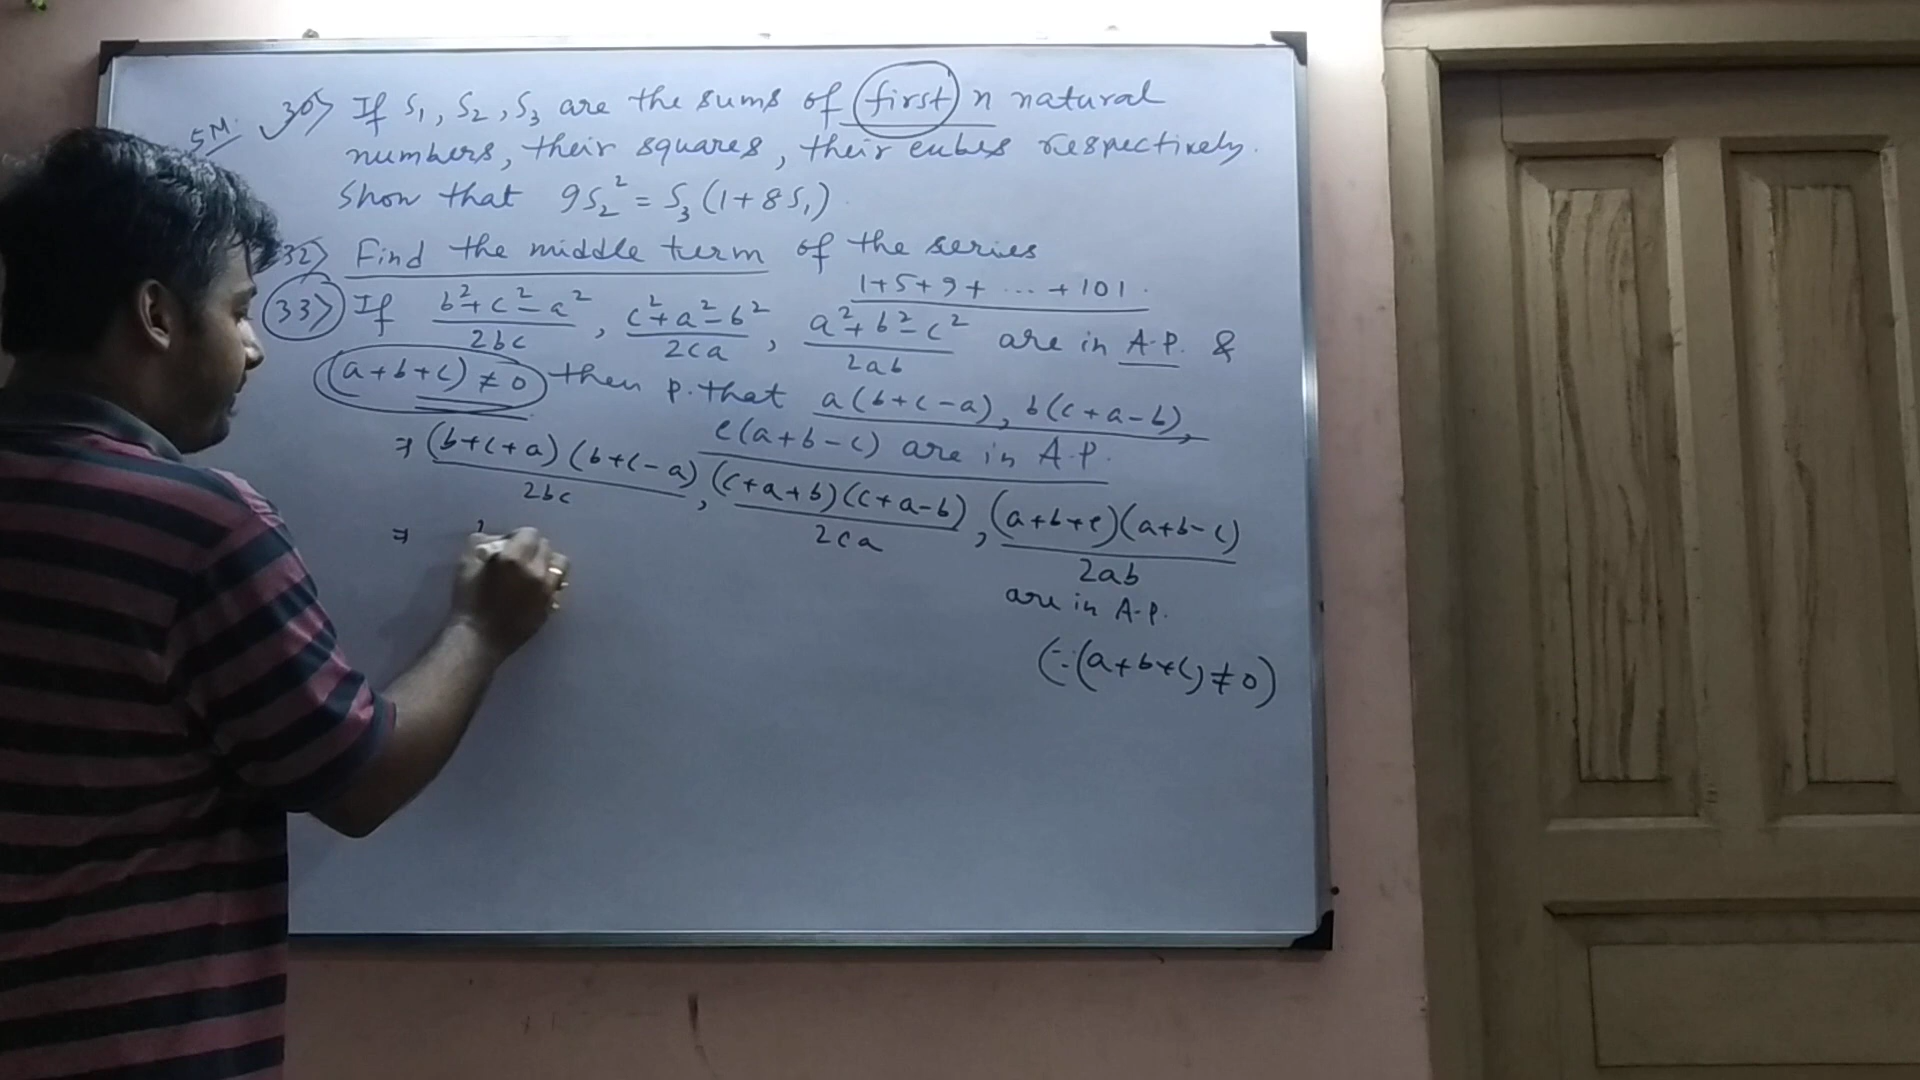 5M. 30) If S₁, S₂, S₃ are the sums of first n natural
numbers, their squares, their cubes respectively.
Show that 9S₂² = S₃ (1+8S₁).
32) Find the middle term of the series
1+5+9+ ... +101.
33) If (b²+c²-a²)/2bc, (c²+a²-b²)/2ca, (a²+b²-c²)/2ab are in A.P. &
(a+b+c) ≠ 0 then p. that a(b+c-a), b(c+a-b),
c(a+b-c) are in A.P.
⇒ (b+c+a)(b+c-a)/2bc, (c+a+b)(c+a-b)/2ca, (a+b+c)(a+b-c)/2ab
are in A.P.
⇒
(∵(a+b+c) ≠ 0)